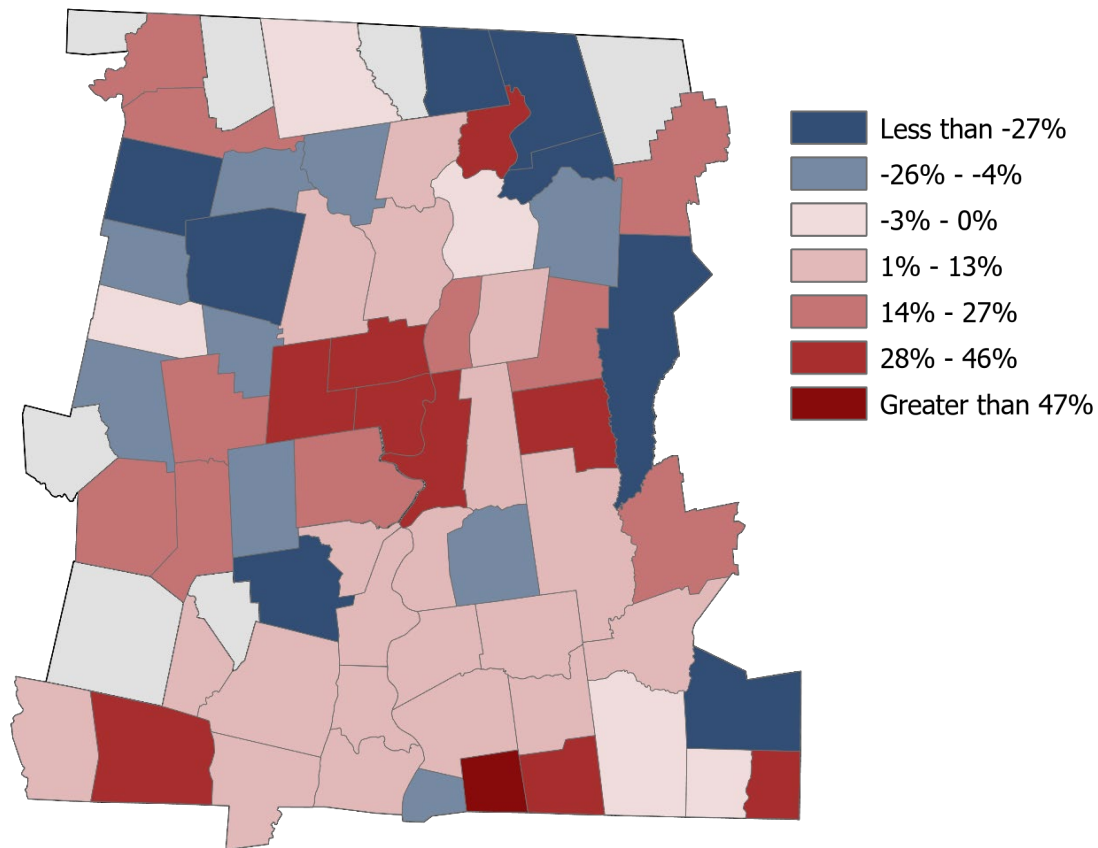 Less than -27%
-26% - -4%
-3% - 0%
1% - 13%
14% - 27%
28% - 46%
Greater than 47%